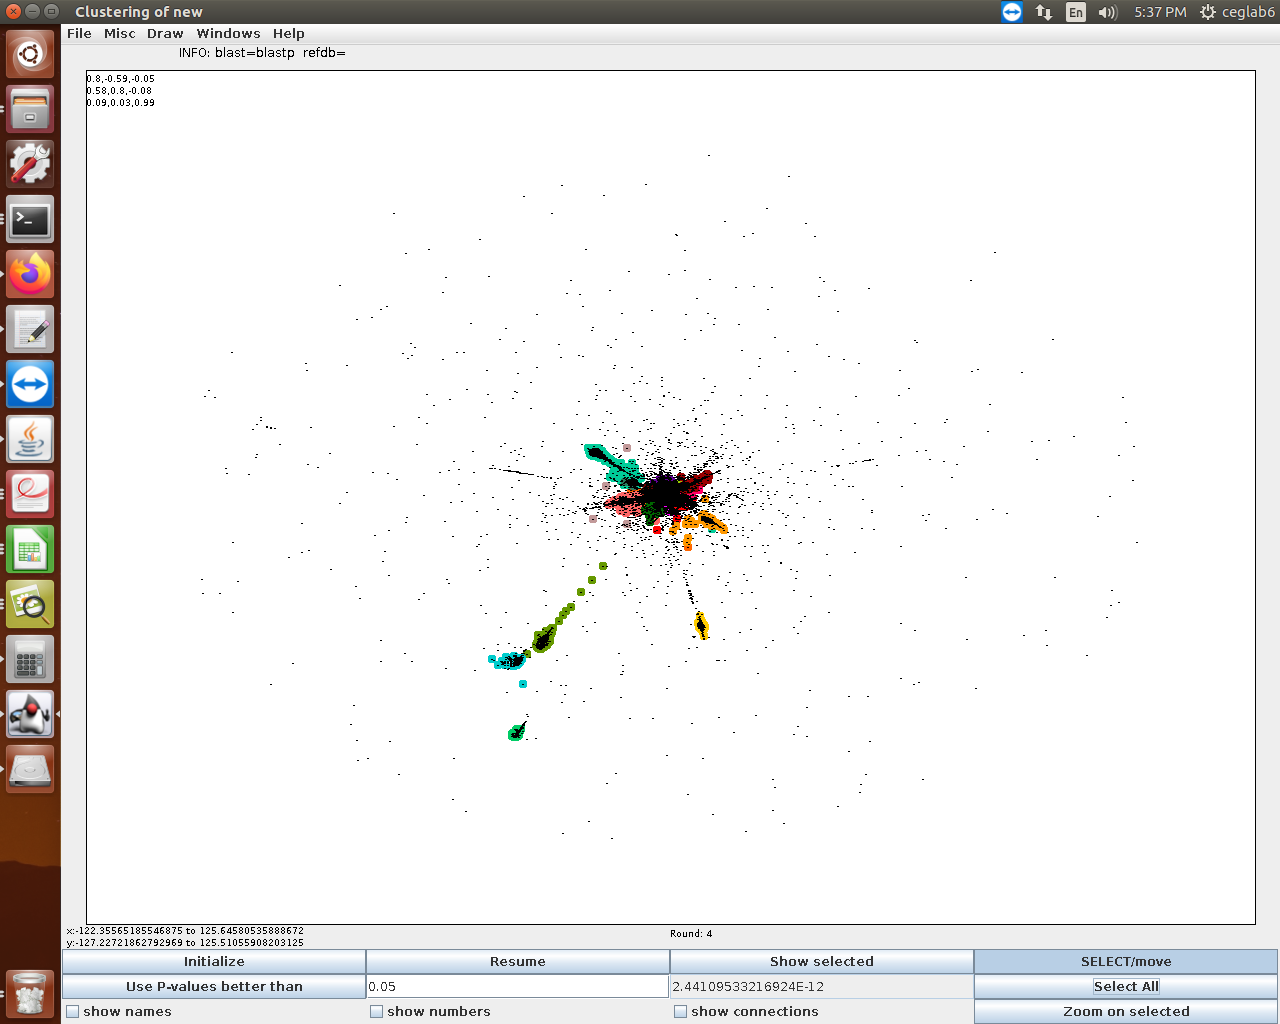 Clustering of new
En
5:37 PM
ceglab6
File Misc Draw Windows Help
INFO: blast=blastp refdb=
0.8,-0.59,-0.05
0.58,0.8,-0.08
0.09,0.03,0.99
x:-122.35565185546875 to 125.64580535888672
y:-127.22721862792969 to 125.51055908203125
Round: 4
Initialize
Resume
Show selected
SELECT/move
Use P-values better than
0.05
2.44109533216924E-12
Select All
show names
show numbers
show connections
Zoom on selected